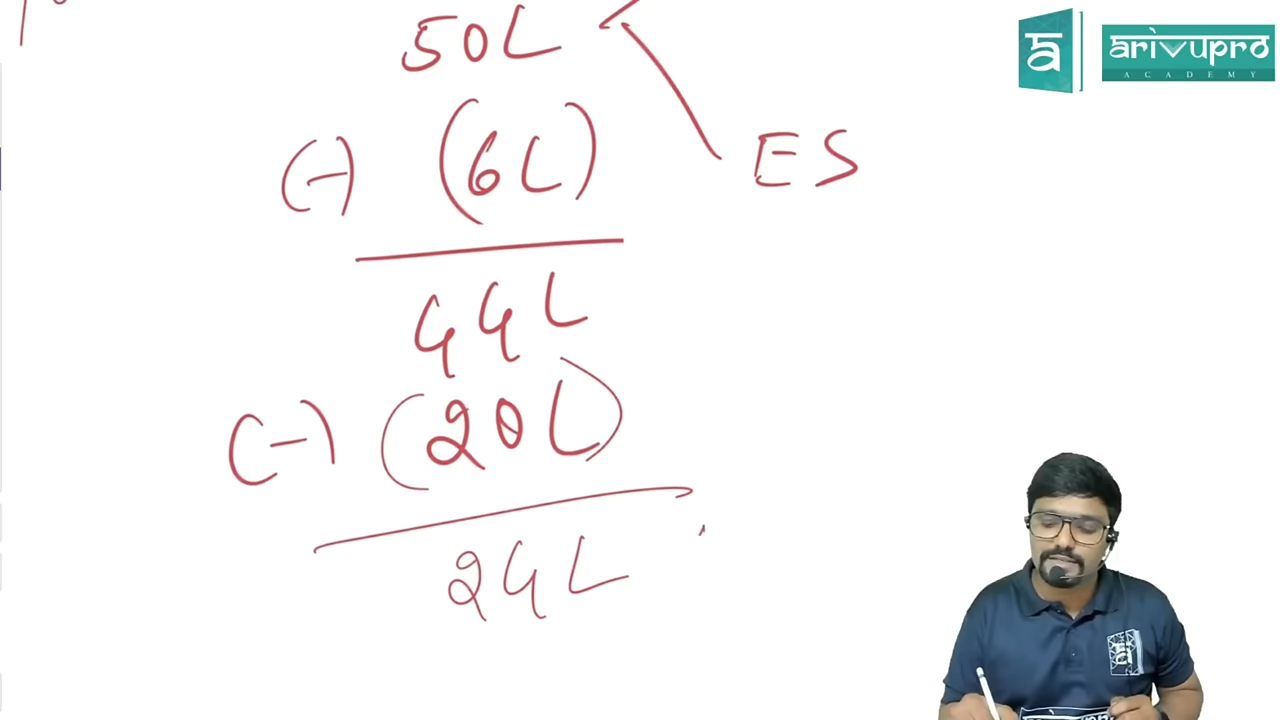 50L
(-) (6L)
ES
44L
(-) (20L)
24L
arivupro
ACADEMY